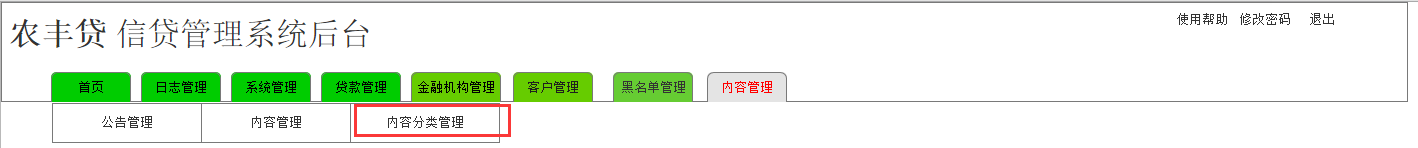 农丰贷 信贷管理系统后台
使用帮助 修改密码 退出
首页 日志管理 系统管理 贷款管理 金融机构管理 客户管理 黑名单管理 内容管理
公告管理 内容管理 内容分类管理